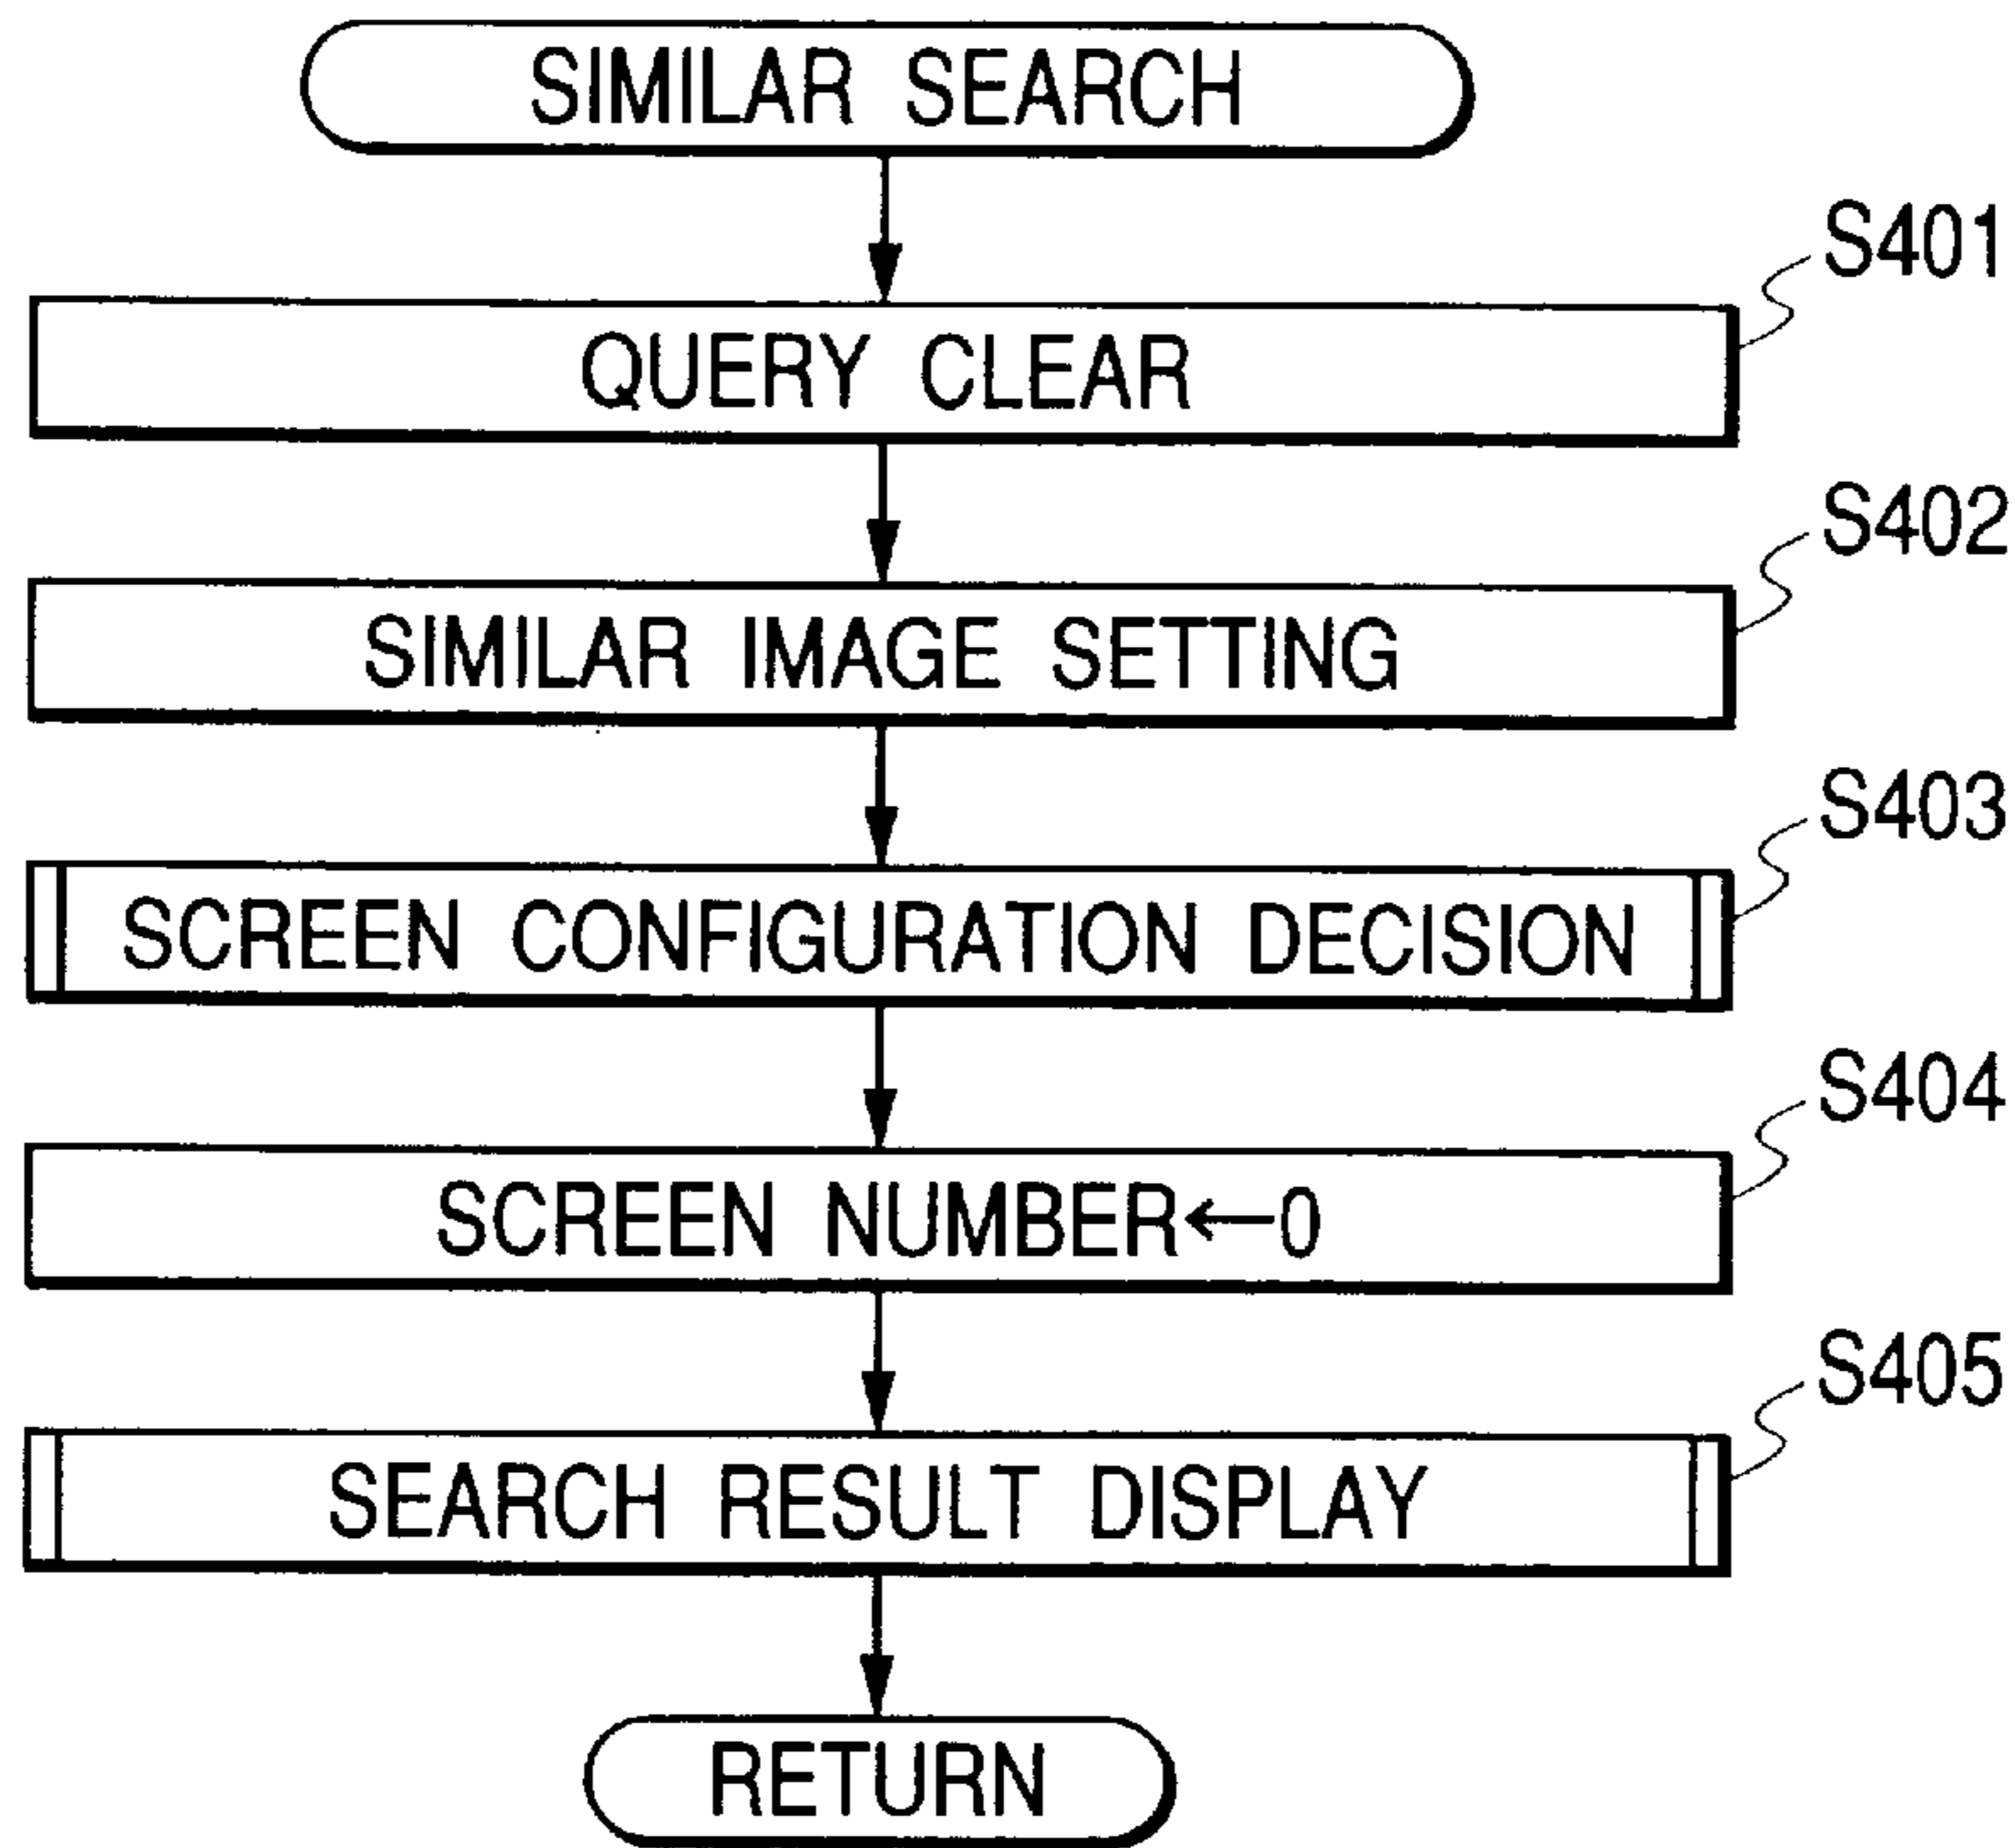 SIMILAR SEARCH
S401
QUERY CLEAR
S402
SIMILAR IMAGE SETTING
S403
SCREEN CONFIGURATION DECISION
S404
SCREEN NUMBER←0
S405
SEARCH RESULT DISPLAY
RETURN